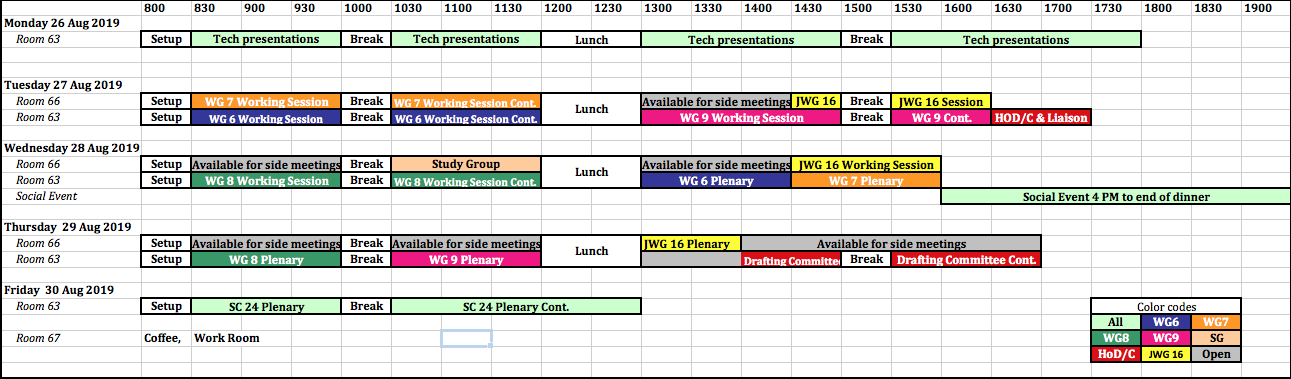 800 830 900 930 1000 1030 1100 1130 1200 1230 1300 1330 1400 1430 1500 1530 1600 1630 1700 1730 1800 1830 1900
Monday 26 Aug 2019
Room 63 Setup Tech presentations Break Tech presentations Lunch Tech presentations Break Tech presentations
Tuesday 27 Aug 2019
Room 66 Setup WG 7 Working Session Break WG 7 Working Session Cont. Lunch Available for side meetings JWG 16 Break JWG 16 Session
Room 63 Setup WG 6 Working Session Break WG 6 Working Session Cont. WG 9 Working Session Break WG 9 Cont. HOD/C & Liaison
Wednesday 28 Aug 2019
Room 66 Setup Available for side meetings Break Study Group Lunch Available for side meetings JWG 16 Working Session
Room 63 Setup WG 8 Working Session Break WG 8 Working Session Cont. WG 6 Plenary WG 7 Plenary
Social Event Social Event 4 PM to end of dinner
Thursday 29 Aug 2019
Room 66 Setup Available for side meetings Break Available for side meetings Lunch JWG 16 Plenary Available for side meetings
Room 63 Setup WG 8 Plenary Break WG 9 Plenary Drafting Committe Break Drafting Committee Cont.
Friday 30 Aug 2019
Room 63 Setup SC 24 Plenary Break SC 24 Plenary Cont. Color codes
All WG6 WG7
Room 67 Coffee, Work Room WG8 WG9 SG
HoD/C JWG 16 Open